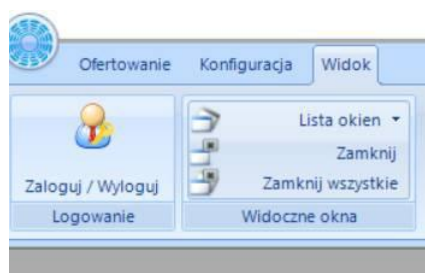 Ofertowanie Konfiguracja Widok
Lista okien
Zamknij
Zaloguj / Wyloguj Zamknij wszystkie
Logowanie Widoczne okna